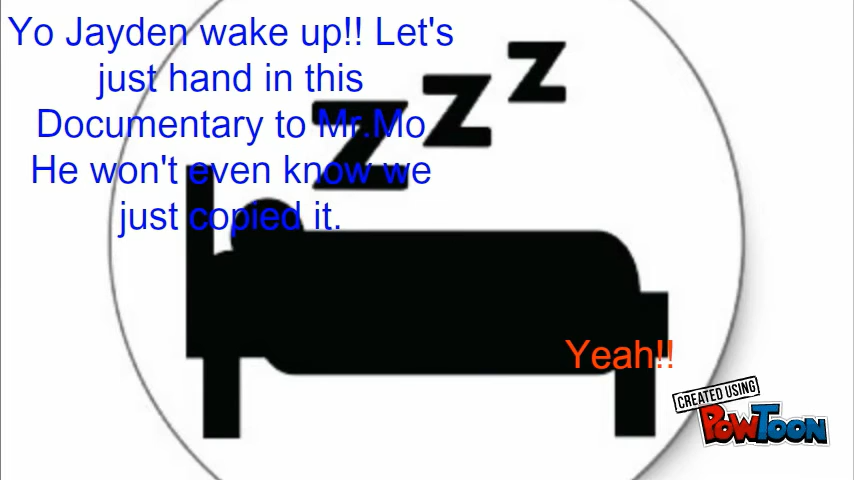 Yo Jayden wake up!! Let's
just hand in this
Documentary to Mr.Mo
He won't even know we
just copied it.
z z z
Yeah!!
CREATED USING
POWTOON